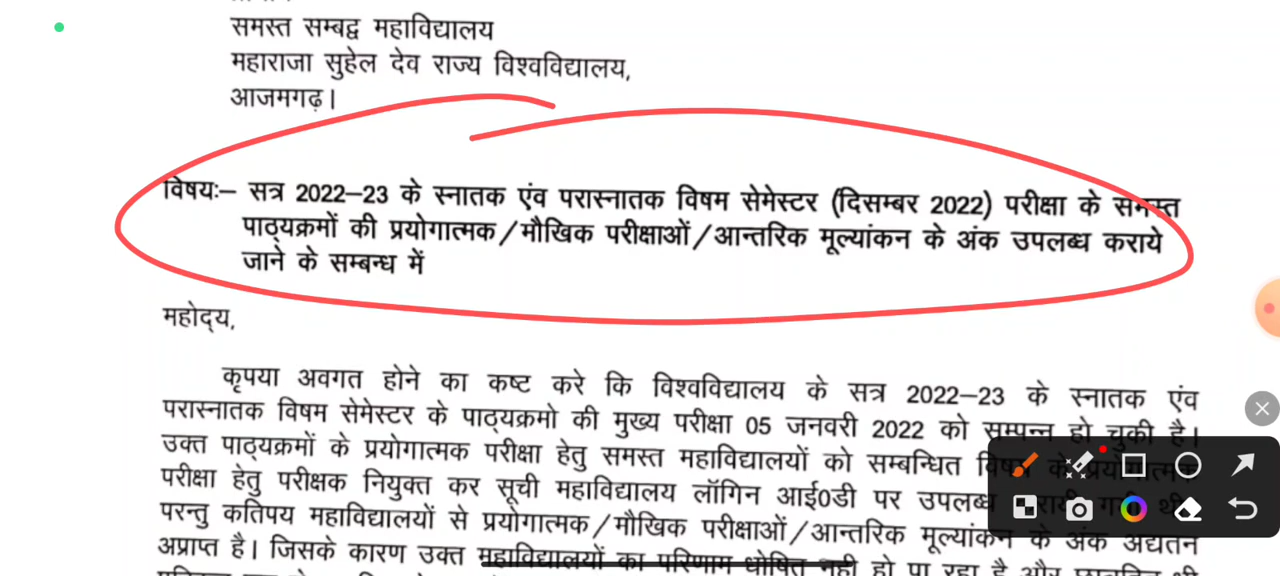 समस्त सम्बद्व महाविद्यालय
महाराजा सुहेल देव राज्य विश्वविद्यालय,
आजमगढ़।
विषयः– सत्र 2022–23 के स्नातक एंव परास्नातक विषम सेमेस्टर (दिसम्बर 2022) परीक्षा के समस्त
पाठ्यक्रमों की प्रयोगात्मक/मौखिक परीक्षाओं/आन्तरिक मूल्यांकन के अंक उपलब्ध कराये
जाने के सम्बन्ध में
महोद्य,
कृपया अवगत होने का कष्ट करे कि विश्वविद्यालय के सत्र 2022–23 के स्नातक एंव
परास्नातक विषम सेमेस्टर के पाठ्यक्रमो की मुख्य परीक्षा 05 जनवरी 2022 को सम्पन्न हो चुकी है।
उक्त पाठ्यक्रमों के प्रयोगात्मक परीक्षा हेतु समस्त महाविद्यालयों को सम्बन्धित विषय के प्रयोगात्मक
परीक्षा हेतु परीक्षक नियुक्त कर सूची महाविद्यालय लॉगिन आई0डी पर उपलब्ध
परन्तु कतिपय महाविद्यालयों से प्रयोगात्मक/मौखिक परीक्षाओं/आन्तरिक मूल्यांकन के अंक अद्यतन
अप्राप्त है। जिसके कारण उक्त महाविद्यालयों का परिणाम घोषित नही हो पा रहा है और